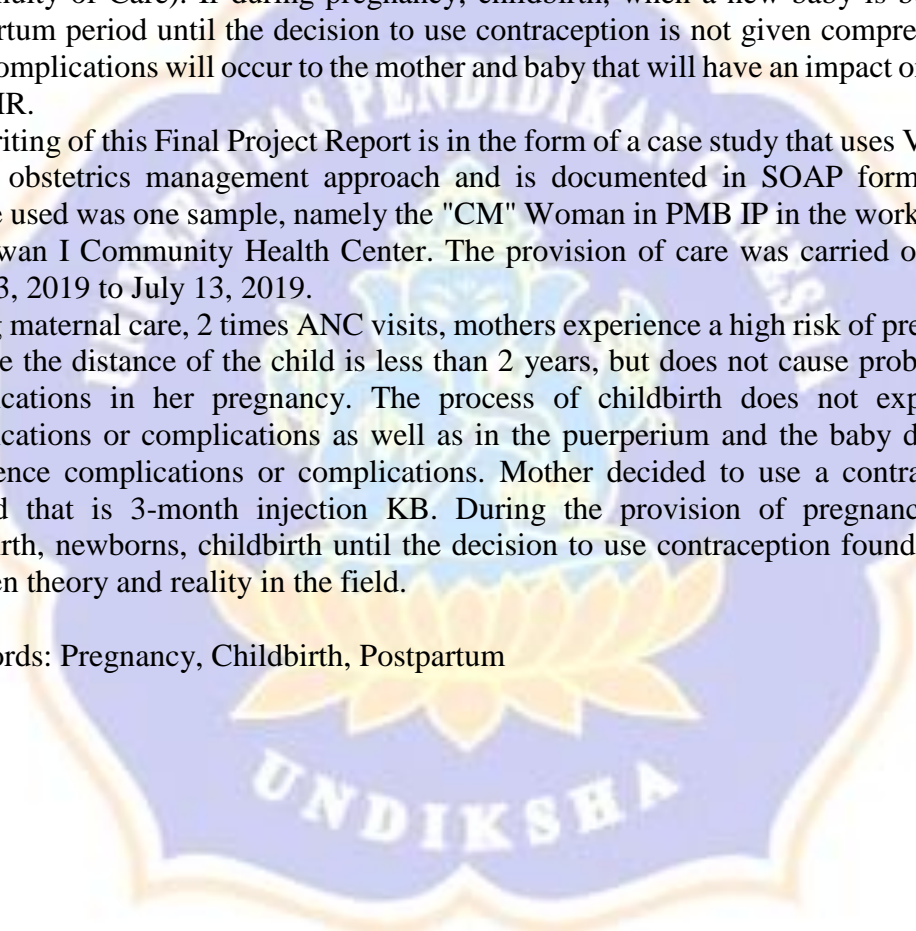 nuity of Care). If during pregnancy, childbirth, when a new baby is b
rtum period until the decision to use contraception is not given compre
omplications will occur to the mother and baby that will have an impact o
IR.
riting of this Final Project Report is in the form of a case study that uses V
obstetrics management approach and is documented in SOAP form
e used was one sample, namely the "CM" Woman in PMB IP in the work
wan I Community Health Center. The provision of care was carried o
3, 2019 to July 13, 2019.
g maternal care, 2 times ANC visits, mothers experience a high risk of pre
e the distance of the child is less than 2 years, but does not cause prob
ications in her pregnancy. The process of childbirth does not exp
ications or complications as well as in the puerperium and the baby d
ence complications or complications. Mother decided to use a contra
d that is 3-month injection KB. During the provision of pregnanc
rth, newborns, childbirth until the decision to use contraception found
en theory and reality in the field.
ords: Pregnancy, Childbirth, Postpartum
UNIVERSITAS PENDIDIKAN GANESHA
UNDIKSHA